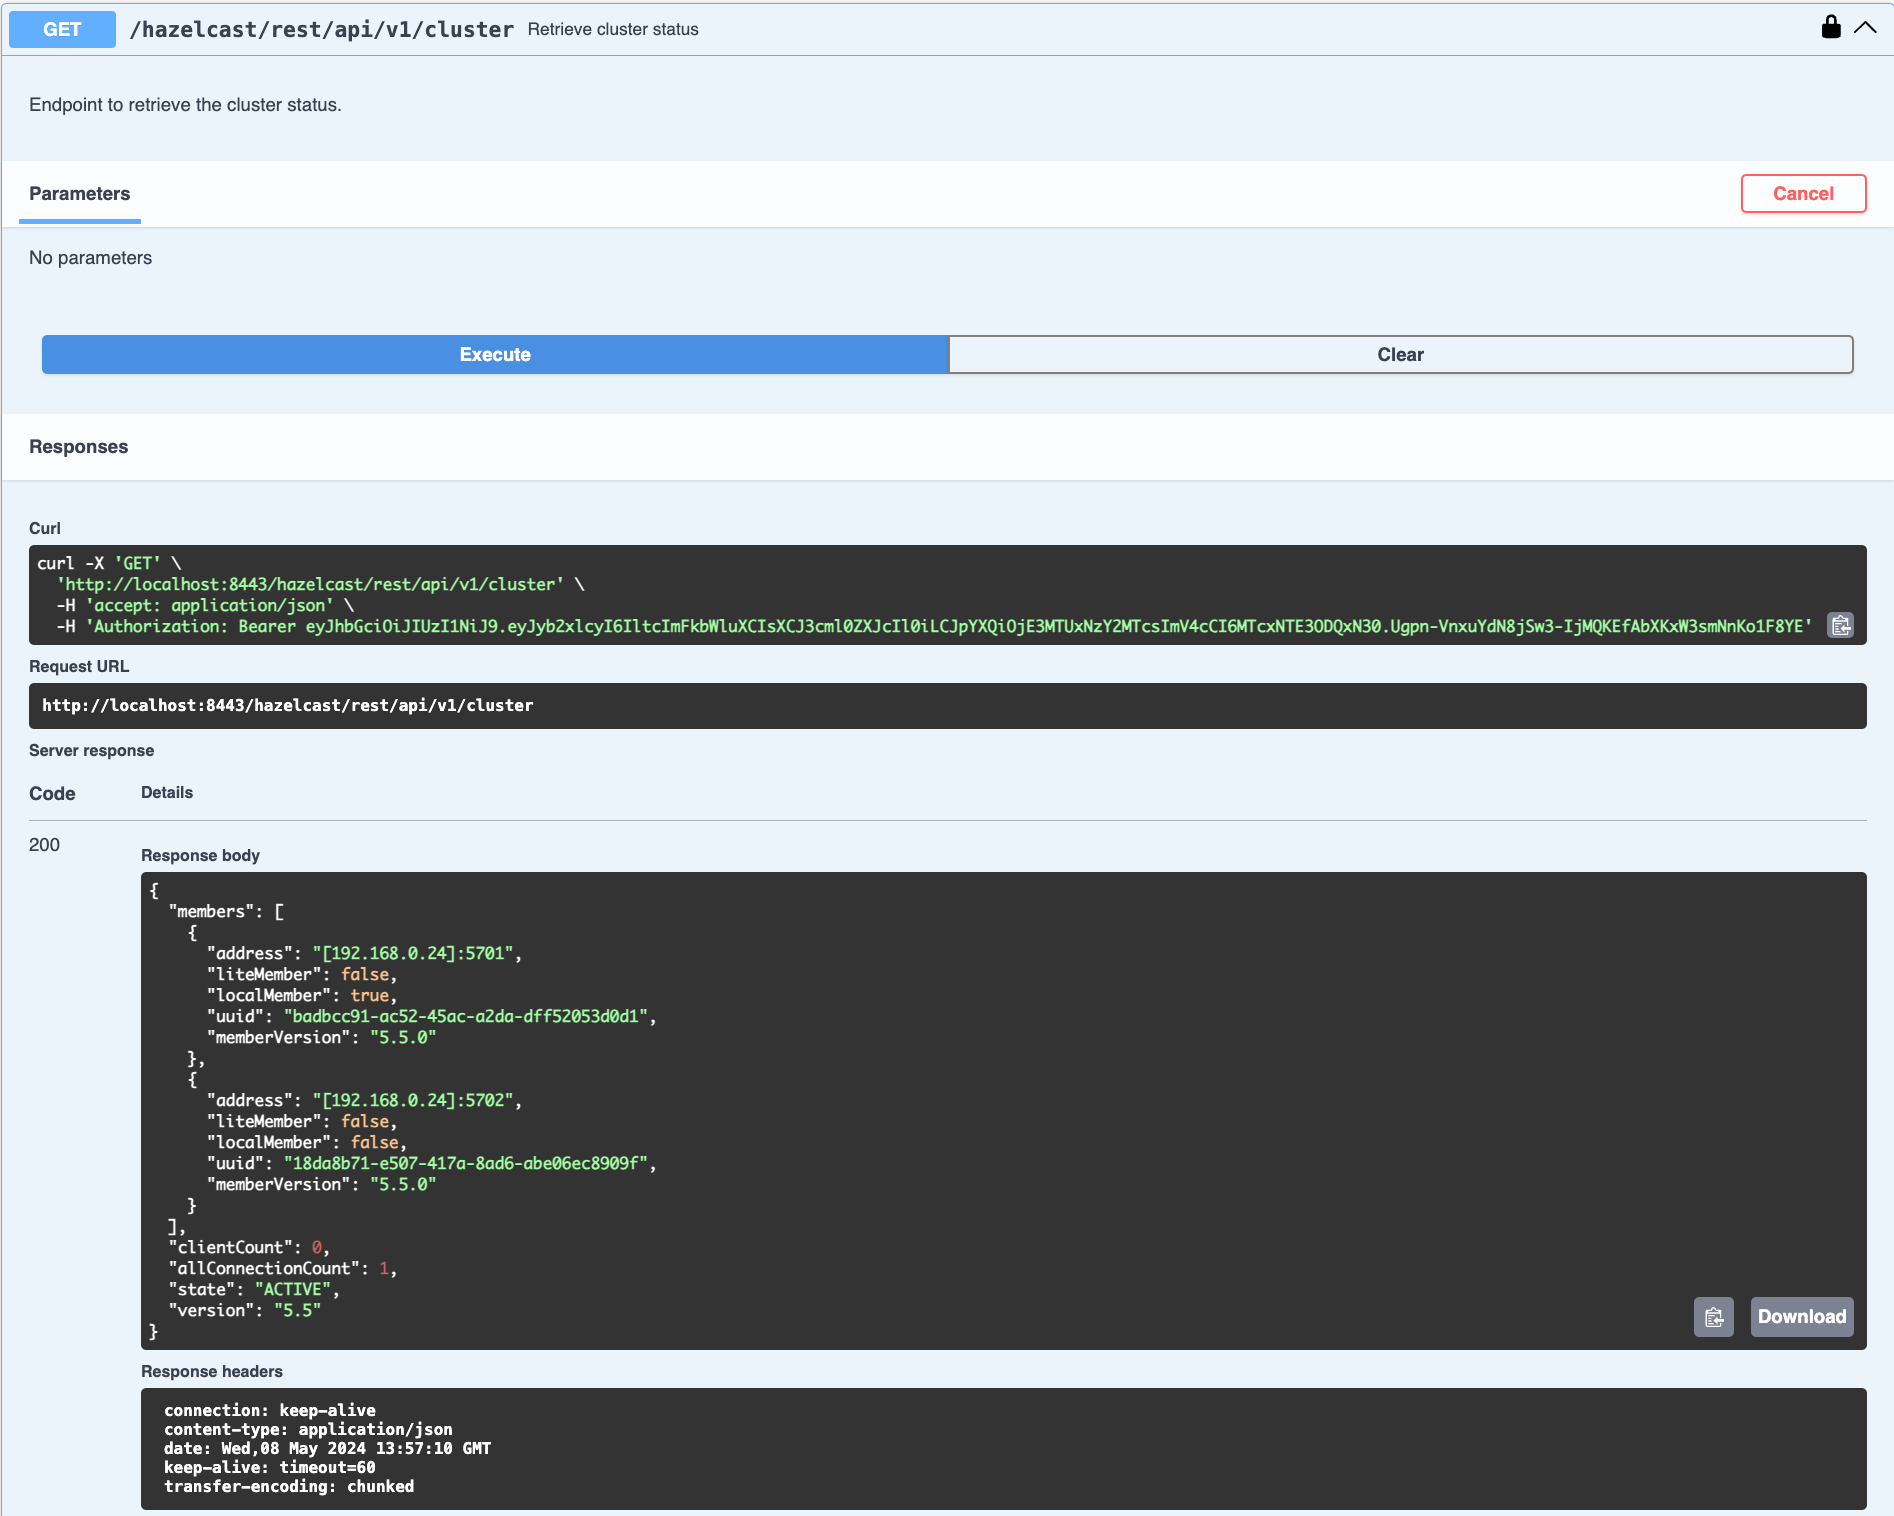 GET /hazelcast/rest/api/v1/cluster Retrieve cluster status
Endpoint to retrieve the cluster status.
Parameters
Cancel
No parameters
Execute
Clear
Responses
Curl
curl -X 'GET' \
  'http://localhost:8443/hazelcast/rest/api/v1/cluster' \
  -H 'accept: application/json' \
  -H 'Authorization: Bearer eyJhbGciOiJIUzI1NiJ9.eyJyb2xlcyI6IltcImFkbWluXCIsXCJ3cml0ZXJcIl0iLCJpYXQiOjE3MTUxNzY2MTcsImV4cCI6MTcxNTE3ODQxN30.Ugpn-VnxuYdN8jSw3-IjMQKEfAbXKxW3smNnKo1F8YE'
Request URL
http://localhost:8443/hazelcast/rest/api/v1/cluster
Server response
Code Details
200
Response body
{
  "members": [
    {
      "address": "[192.168.0.24]:5701",
      "liteMember": false,
      "localMember": true,
      "uuid": "badbcc91-ac52-45ac-a2da-dff52053d0d1",
      "memberVersion": "5.5.0"
    },
    {
      "address": "[192.168.0.24]:5702",
      "liteMember": false,
      "localMember": false,
      "uuid": "18da8b71-e507-417a-8ad6-abe06ec8909f",
      "memberVersion": "5.5.0"
    }
  ],
  "clientCount": 0,
  "allConnectionCount": 1,
  "state": "ACTIVE",
  "version": "5.5"
}
Download
Response headers
connection: keep-alive
content-type: application/json
date: Wed,08 May 2024 13:57:10 GMT
keep-alive: timeout=60
transfer-encoding: chunked